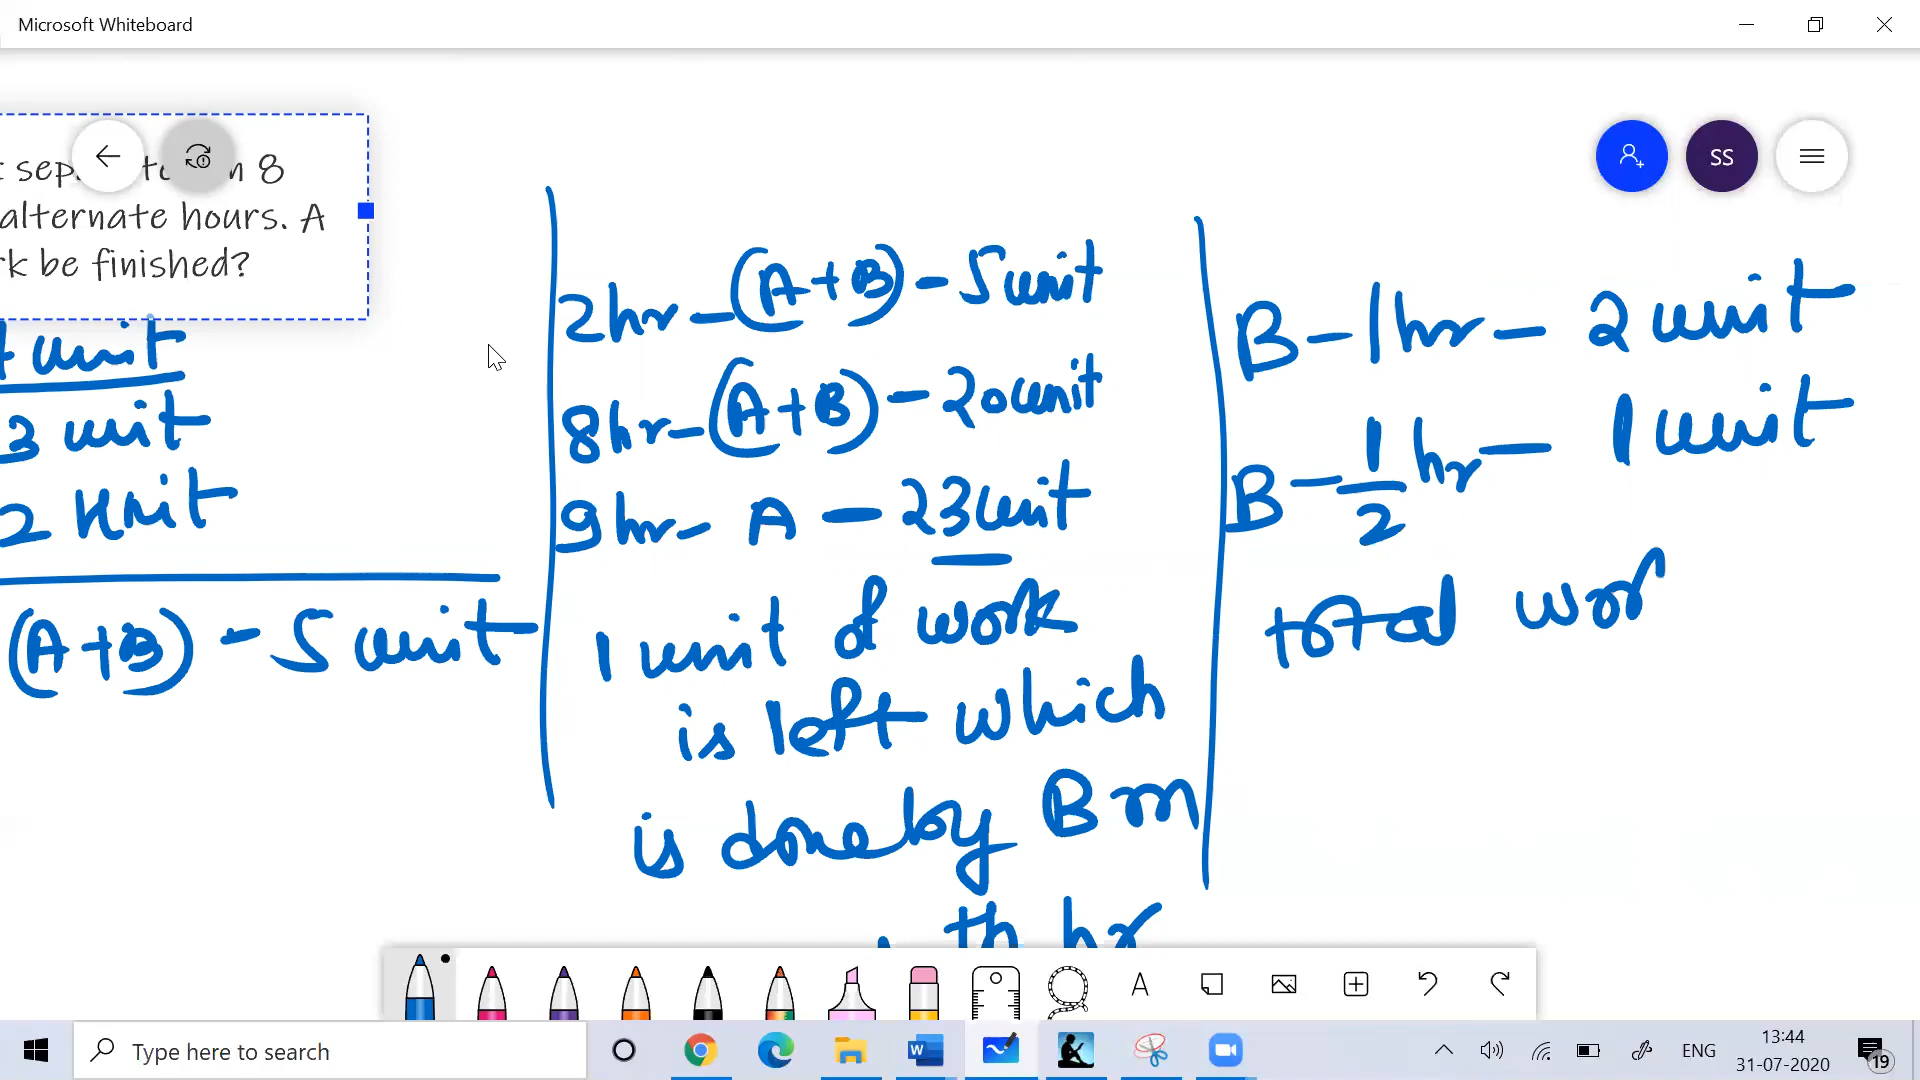 Microsoft Whiteboard
8
alternate hours. A
be finished?
unit
3 unit
2 unit
(A+B) - 5 unit
2hr - (A+B) - 5 unit
8hr - (A+B) - 20 unit
9hr - A - 23 unit
1 unit of work
is left which
is done by B in
th hr
SS
B - 1hr - 2 unit
B - 1/2 hr - 1 unit
total wor
A
W
Type here to search
ENG
13:44
31-07-2020
19